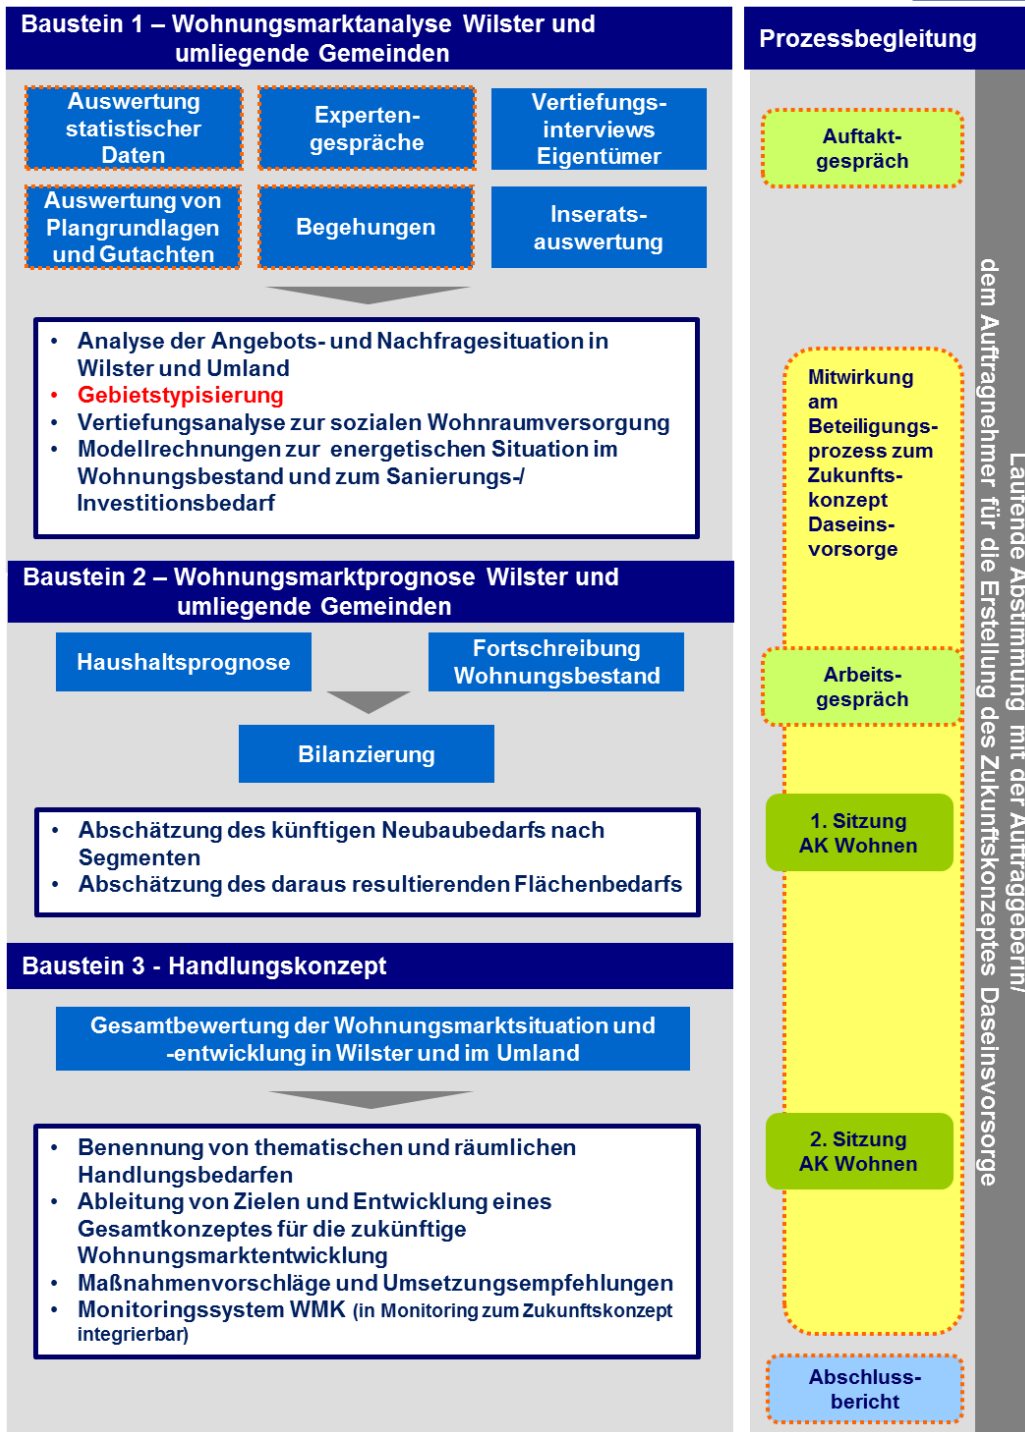 Baustein 1 – Wohnungsmarktanalyse Wilster und
umliegende Gemeinden
Auswertung
statistischer
Daten
Experten-
gespräche
Vertiefungs-
interviews
Eigentümer
Auswertung von
Plangrundlagen
und Gutachten
Begehungen
Inserats-
auswertung
• Analyse der Angebots- und Nachfragesituation in
Wilster und Umland
• Gebietstypisierung
• Vertiefungsanalyse zur sozialen Wohnraumversorgung
• Modellrechnungen zur energetischen Situation im
Wohnungsbestand und zum Sanierungs-/
Investitionsbedarf
Baustein 2 – Wohnungsmarktprognose Wilster und
umliegende Gemeinden
Haushaltsprognose
Fortschreibung
Wohnungsbestand
Bilanzierung
• Abschätzung des künftigen Neubaubedarfs nach
Segmenten
• Abschätzung des daraus resultierenden Flächenbedarfs
Baustein 3 - Handlungskonzept
Gesamtbewertung der Wohnungsmarktsituation und
-entwicklung in Wilster und im Umland
• Benennung von thematischen und räumlichen
Handlungsbedarfen
• Ableitung von Zielen und Entwicklung eines
Gesamtkonzeptes für die zukünftige
Wohnungsmarktentwicklung
• Maßnahmenvorschläge und Umsetzungsempfehlungen
• Monitoringssystem WMK (in Monitoring zum Zukunftskonzept
integrierbar)
Prozessbegleitung
Auftakt-
gespräch
Mitwirkung
am
Beteiligungs-
prozess zum
Zukunfts-
konzept
Daseins-
vorsorge
Arbeits-
gespräch
1. Sitzung
AK Wohnen
2. Sitzung
AK Wohnen
Abschluss-
bericht
Laufende Abstimmung mit der Auftraggeberin/
dem Auftragnehmer für die Erstellung des Zukunftskonzeptes Daseinsvorsorge